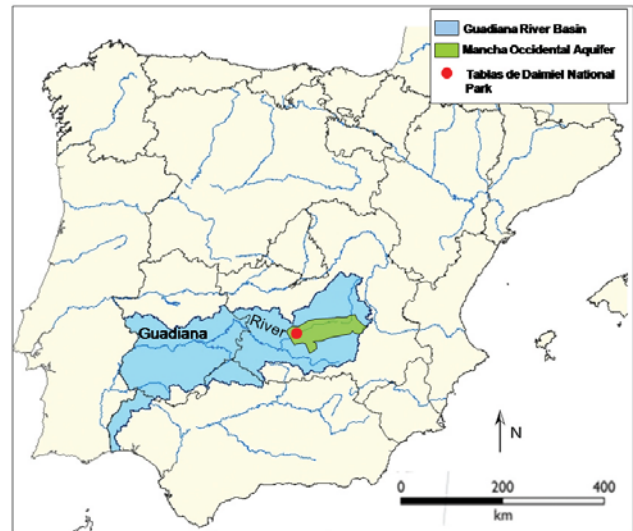 Guadiana River Basin
Mancha Occidental Aquifer
Tablas de Daimiel National
Park
Guadiana River
N
0 200 400
km